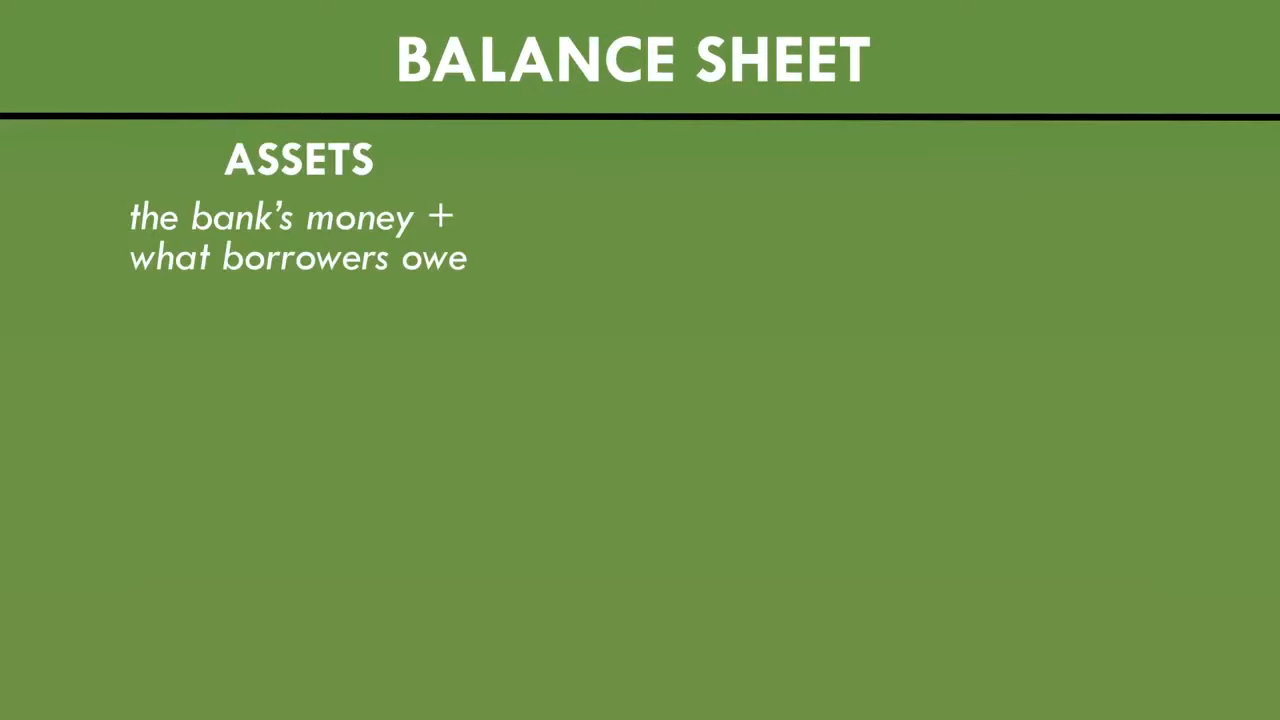 BALANCE SHEET
ASSETS
the bank’s money +
what borrowers owe